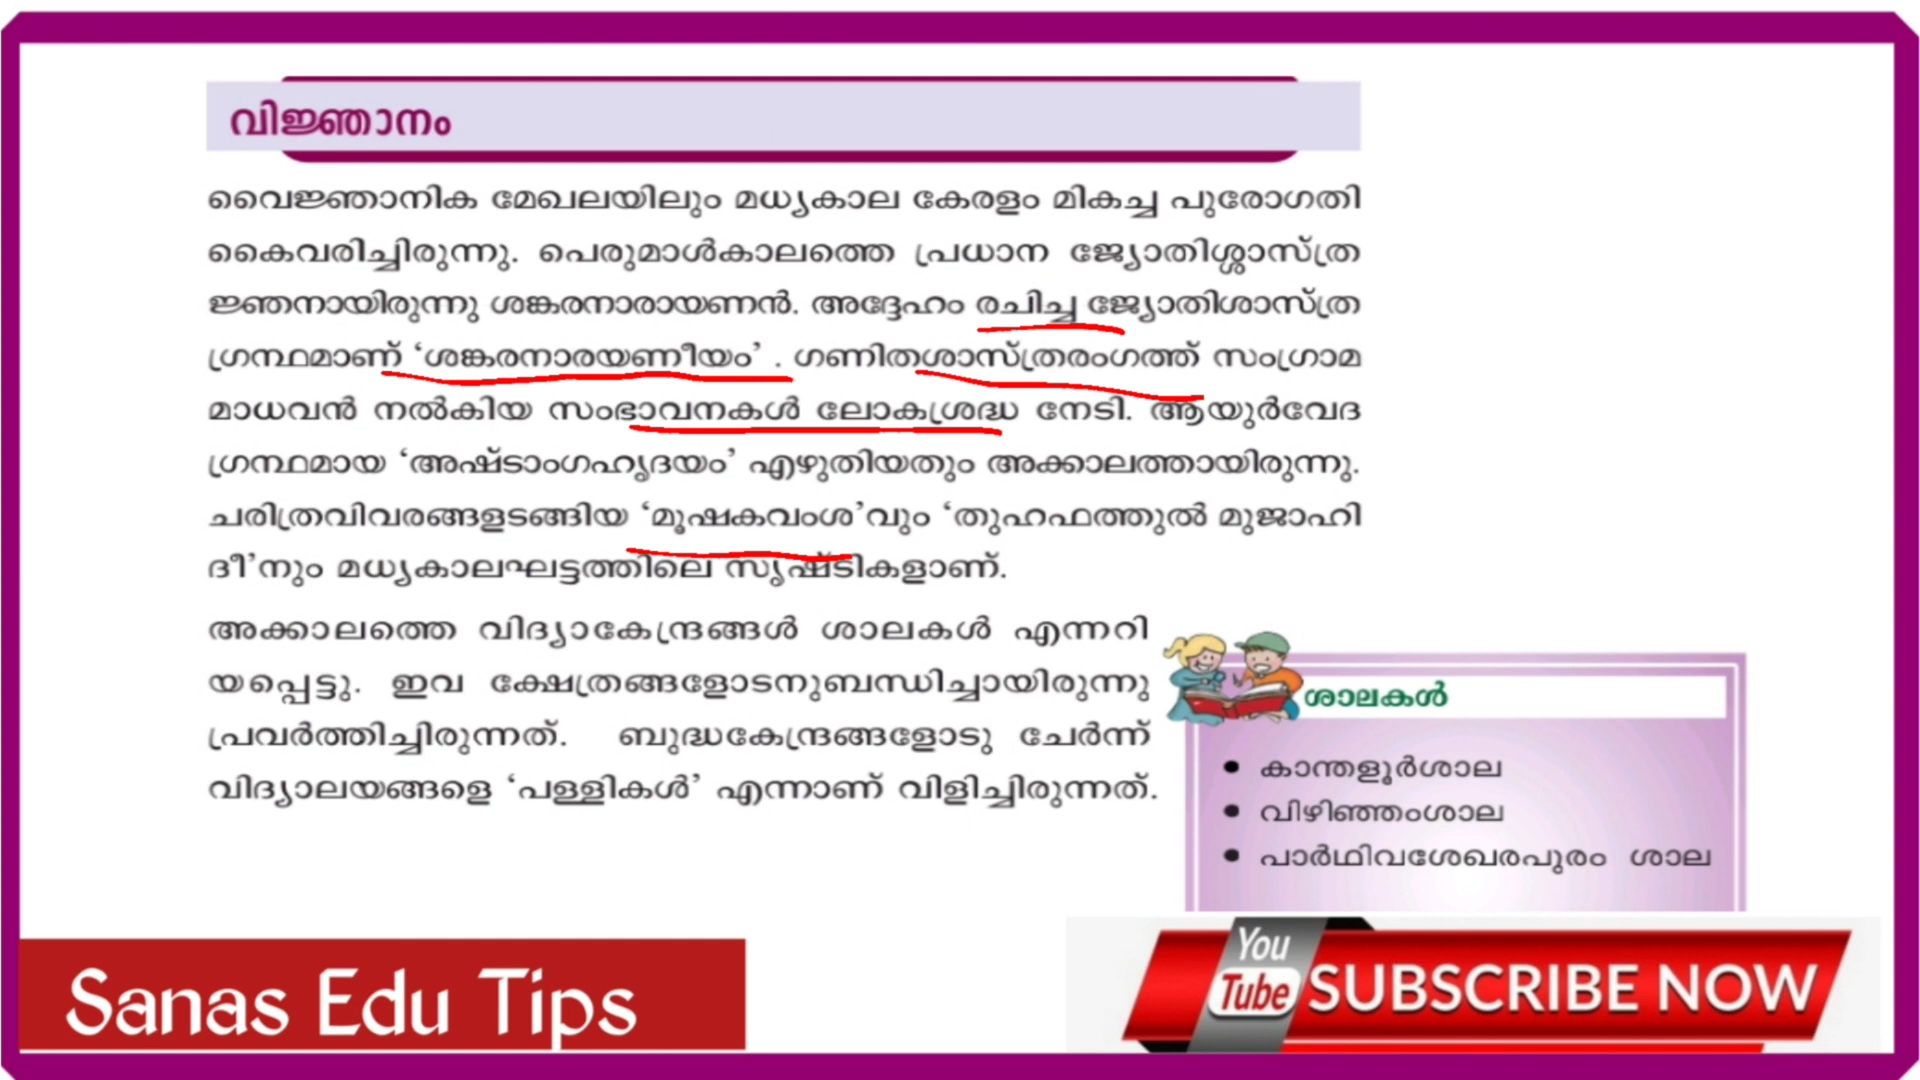 വിജ്ഞാനം
വൈജ്ഞാനിക മേഖലയിലും മധ്യകാല കേരളം മികച്ച പുരോഗതി
കൈവരിച്ചിരുന്നു. പെരുമാൾകാലത്തെ പ്രധാന ജ്യോതിശ്ശാസ്ത്ര
ജ്ഞനായിരുന്നു ശങ്കരനാരായണൻ. അദ്ദേഹം രചിച്ച ജ്യോതിശാസ്ത്ര
ഗ്രന്ഥമാണ് ‘ശങ്കരനാരയണീയം’ . ഗണിതശാസ്ത്രരംഗത്ത് സംഗ്രാമ
മാധവൻ നൽകിയ സംഭാവനകൾ ലോകശ്രദ്ധ നേടി. ആയുർവേദ
ഗ്രന്ഥമായ ‘അഷ്ടാംഗഹൃദയം’ എഴുതിയതും അക്കാലത്തായിരുന്നു.
ചരിത്രവിവരങ്ങളടങ്ങിയ ‘മൂഷകവംശ’വും ‘തുഹഫത്തുൽ മുജാഹി
ദീ’നും മധ്യകാലഘട്ടത്തിലെ സൃഷ്ടികളാണ്.
അക്കാലത്തെ വിദ്യാകേന്ദ്രങ്ങൾ ശാലകൾ എന്നറി
യപ്പെട്ടു. ഇവ ക്ഷേത്രങ്ങളോടനുബന്ധിച്ചായിരുന്നു
പ്രവർത്തിച്ചിരുന്നത്. ബുദ്ധകേന്ദ്രങ്ങളോടു ചേർന്ന്
വിദ്യാലയങ്ങളെ ‘പള്ളികൾ’ എന്നാണ് വിളിച്ചിരുന്നത്.
ശാലകൾ
• കാന്തളൂർശാല
• വിഴിഞ്ഞംശാല
• പാർഥിവശേഖരപുരം ശാല
Sanas Edu Tips
You
Tube SUBSCRIBE NOW